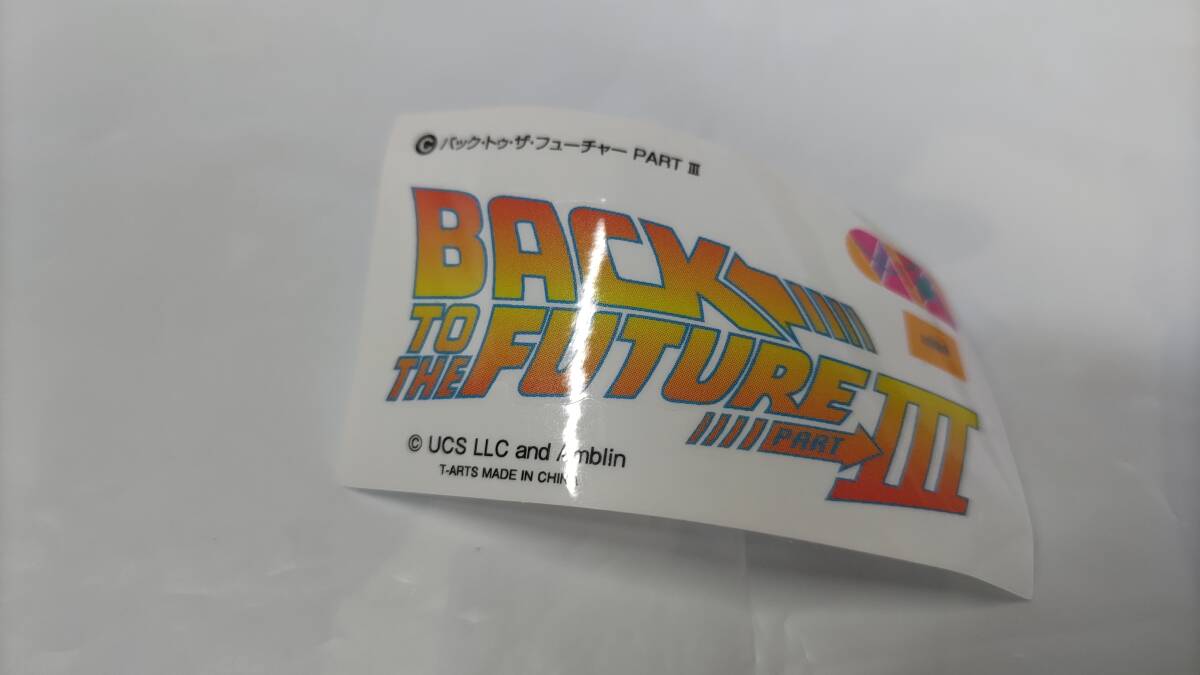 Ⓒ バック・トゥ・ザ・フューチャー PART Ⅲ
BACK
TO
THE FUTURE
PART III
© UCS LLC and Amblin
T-ARTS MADE IN CHINA